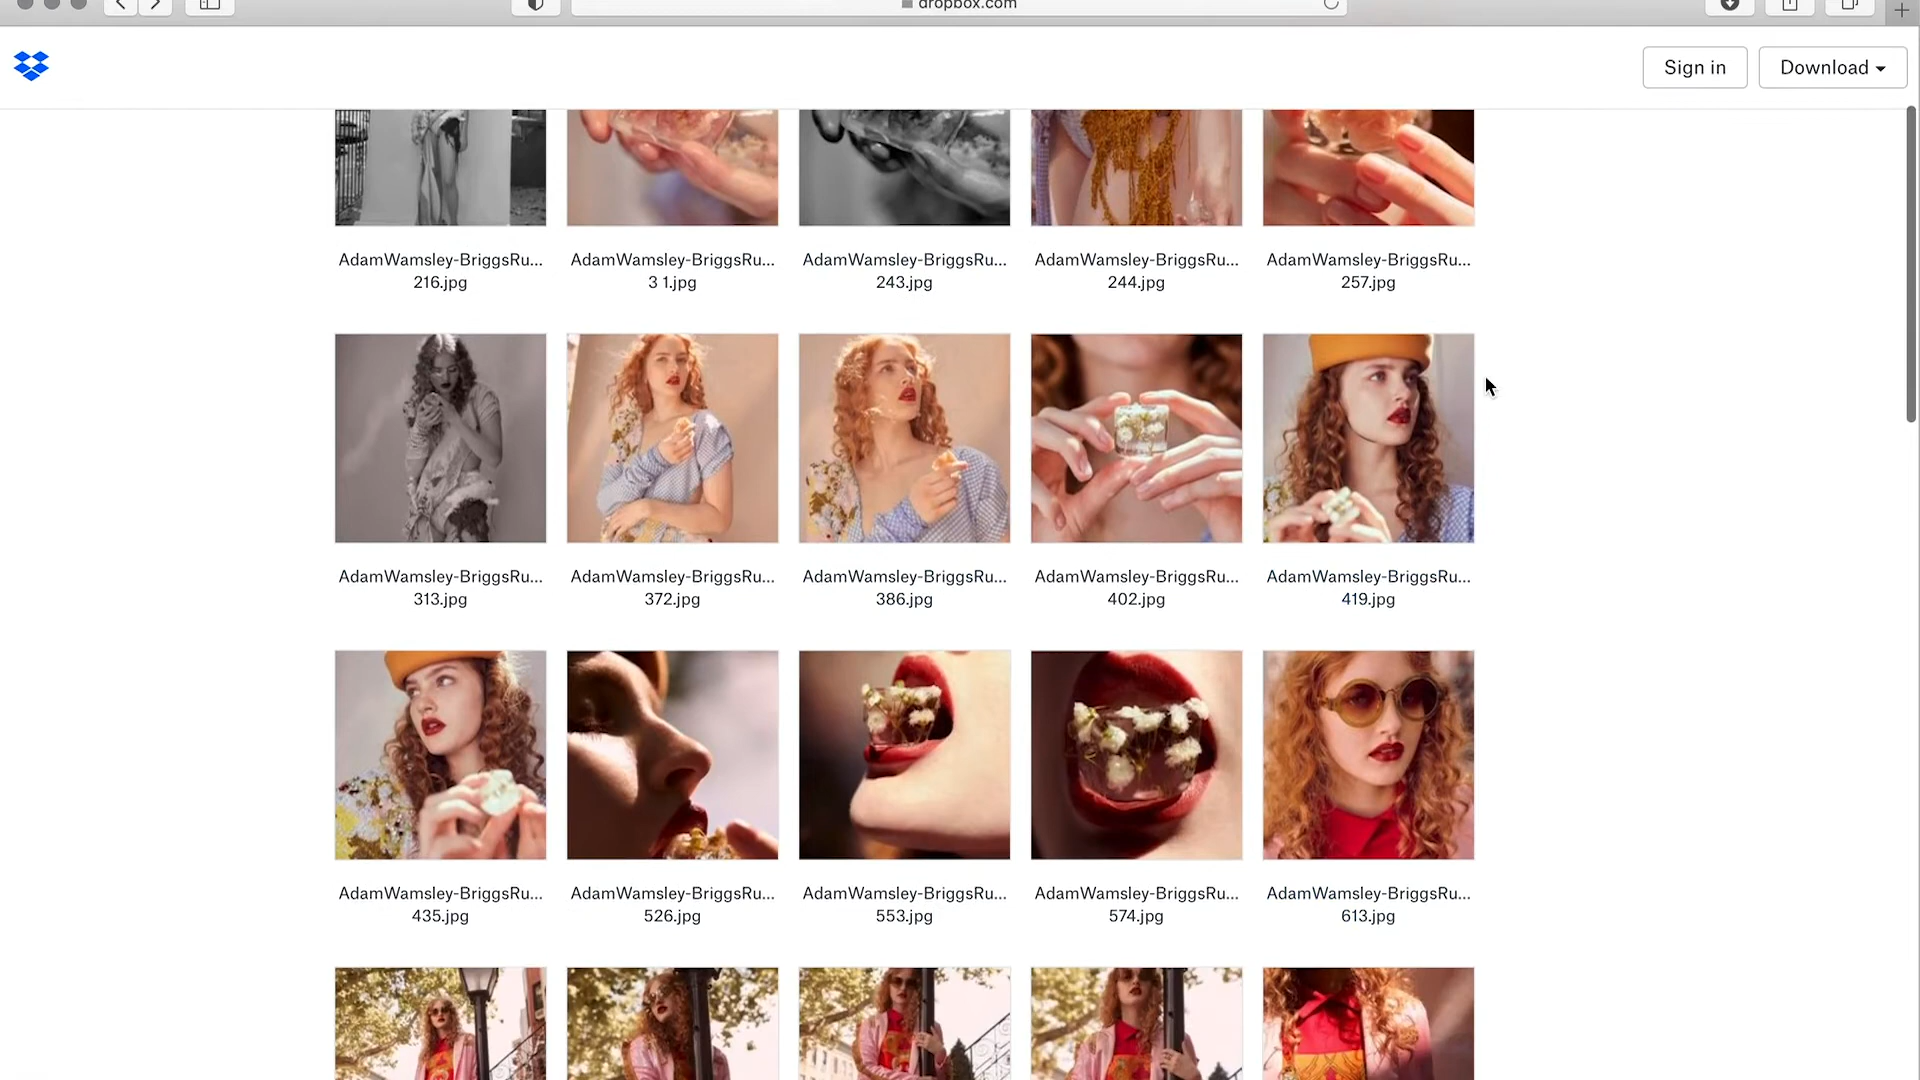 dropbox.com
Sign in
Download
AdamWamsley-BriggsRu... AdamWamsley-BriggsRu... AdamWamsley-BriggsRu... AdamWamsley-BriggsRu... AdamWamsley-BriggsRu...
216.jpg 3 1.jpg 243.jpg 244.jpg 257.jpg
AdamWamsley-BriggsRu... AdamWamsley-BriggsRu... AdamWamsley-BriggsRu... AdamWamsley-BriggsRu... AdamWamsley-BriggsRu...
313.jpg 372.jpg 386.jpg 402.jpg 419.jpg
AdamWamsley-BriggsRu... AdamWamsley-BriggsRu... AdamWamsley-BriggsRu... AdamWamsley-BriggsRu... AdamWamsley-BriggsRu...
435.jpg 526.jpg 553.jpg 574.jpg 613.jpg